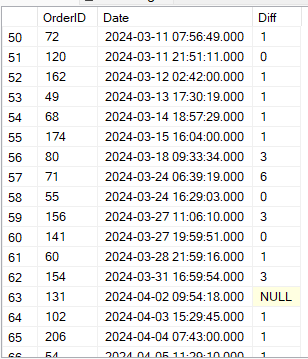 OrderID Date Diff
50 72 2024-03-11 07:56:49.000 1
51 120 2024-03-11 21:51:11.000 0
52 162 2024-03-12 02:42:00.000 1
53 49 2024-03-13 17:30:19.000 1
54 68 2024-03-14 18:57:29.000 1
55 174 2024-03-15 16:04:00.000 1
56 80 2024-03-18 09:33:34.000 3
57 71 2024-03-24 06:39:19.000 6
58 55 2024-03-24 16:29:03.000 0
59 156 2024-03-27 11:06:10.000 3
60 141 2024-03-27 19:59:51.000 0
61 60 2024-03-28 21:59:16.000 1
62 154 2024-03-31 16:59:54.000 3
63 131 2024-04-02 09:54:18.000 NULL
64 102 2024-04-03 15:29:45.000 1
65 206 2024-04-04 07:43:00.000 1
66 54 2024-04-05 11:29:10.000 1